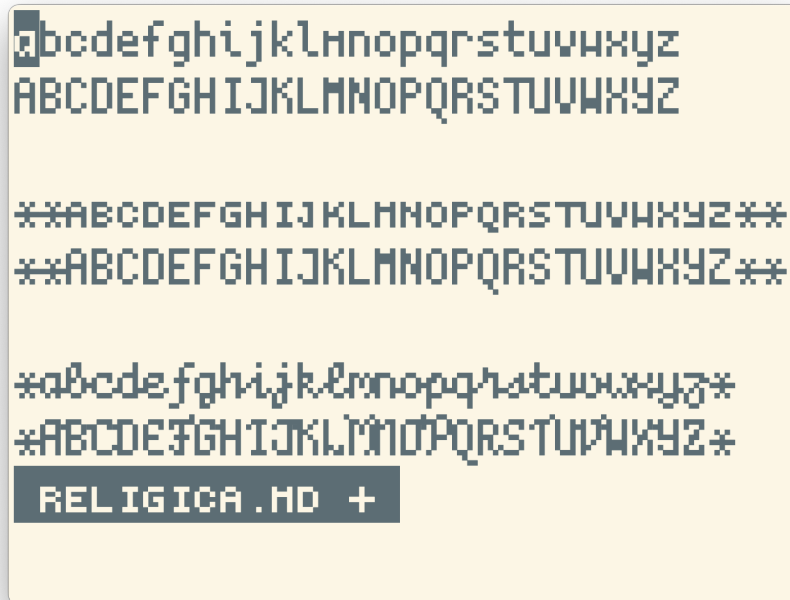 abcdefghijklmnopqrstuvwxyz
ABCDEFGHIJKLMNOPQRSTUVWXYZ
**ABCDEFGHIJKLMNOPQRSTUVWXYZ**
**ABCDEFGHIJKLMNOPQRSTUVWXYZ**
*abcdefghijklmnopqrstuvwxyz*
*ABCDEFGHIJKLMNOPQRSTUVWXYZ*
RELIGICA.MD +